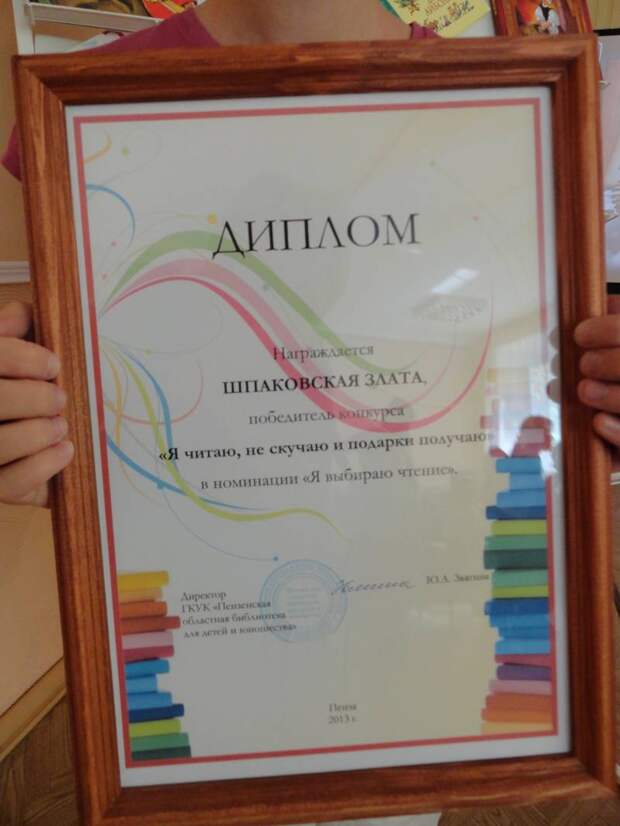 ДИПЛОМ
Награждается
ШПАКОВСКАЯ ЗЛАТА,
победитель конкурса
«Я читаю, не скучаю и подарки получаю»
в номинации «Я выбираю чтение».
Директор
ГКУК «Пензенская
областная библиотека
для детей и юношества»
Ю.А.
Пенза
2013 г.